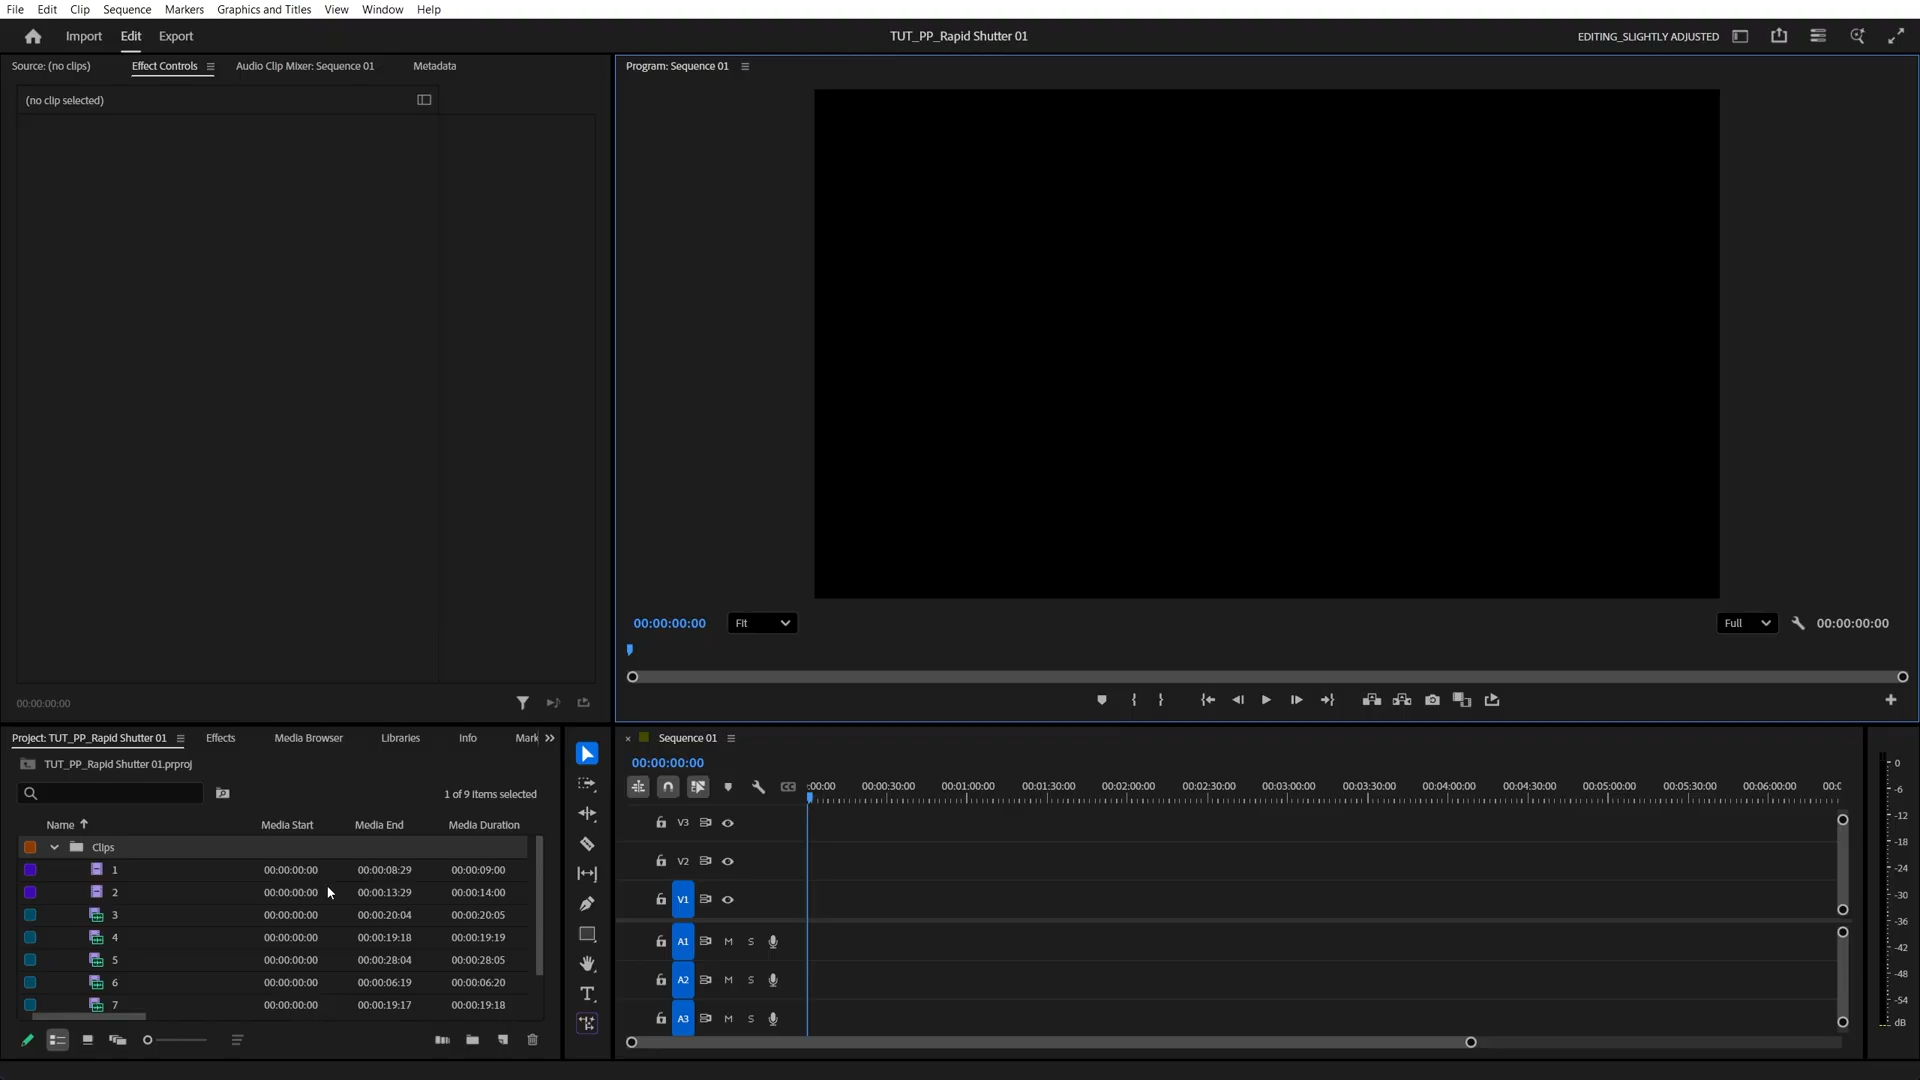 File Edit Clip Sequence Markers Graphics and Titles View Window Help
Import Edit Export TUT_PP_Rapid Shutter 01 EDITING_SLIGHTLY ADJUSTED
Source: (no clips) Effect Controls Audio Clip Mixer: Sequence 01 Metadata
Program: Sequence 01
(no clip selected)
00:00:00:00 Fit Full 00:00:00:00
00:00:00:00
Project: TUT_PP_Rapid Shutter 01 Effects Media Browser Libraries Info Mark
TUT_PP_Rapid Shutter 01.prproj
1 of 9 Items selected
Name Media Start Media End Media Duration
Clips
1 00:00:00:00 00:00:08:29 00:00:09:00
2 00:00:00:00 00:00:13:29 00:00:14:00
3 00:00:00:00 00:00:20:04 00:00:20:05
4 00:00:00:00 00:00:19:18 00:00:19:19
5 00:00:00:00 00:00:28:04 00:00:28:05
6 00:00:00:00 00:00:06:19 00:00:06:20
7 00:00:00:00 00:00:19:17 00:00:19:18
T
× Sequence 01
00:00:00:00
CC
:00:00 00:00:30:00 00:01:00:00 00:01:30:00 00:02:00:00 00:02:30:00 00:03:00:00 00:03:30:00 00:04:00:00 00:04:30:00 00:05:00:00 00:05:30:00 00:06:00:00 00:0
V3
V2
V1
A1 M S
A2 M S
A3 M S
0
-6
-12
-18
-24
-30
-36
-42
-48
-54
dB